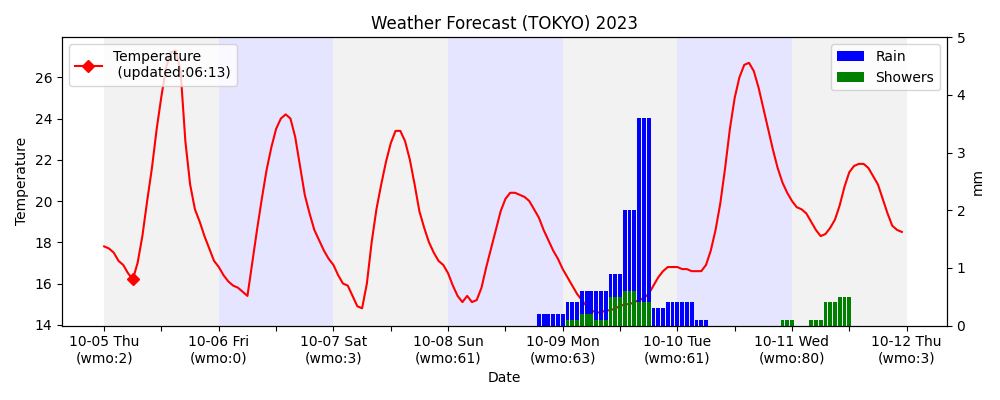 Weather Forecast (TOKYO) 2023
Temperature
(updated:06:13)
Rain
Showers
Temperature
26
24
22
20
18
16
14
5
4
3
2
1
0
mm
10-05 Thu
(wmo:2)
10-06 Fri
(wmo:0)
10-07 Sat
(wmo:3)
10-08 Sun
(wmo:61)
10-09 Mon
(wmo:63)
10-10 Tue
(wmo:61)
10-11 Wed
(wmo:80)
10-12 Thu
(wmo:3)
Date